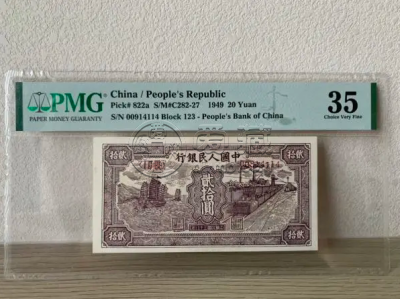 PMG
PAPER MONEY GUARANTY
China / People's Republic
Pick# 822a S/M#C282-27 1949 20 Yuan
S/N 00914114 Block 123 - People's Bank of China
35
Choice Very Fine
貳拾 行銀民人國中 貳拾
貳拾圓
貳拾 貳拾